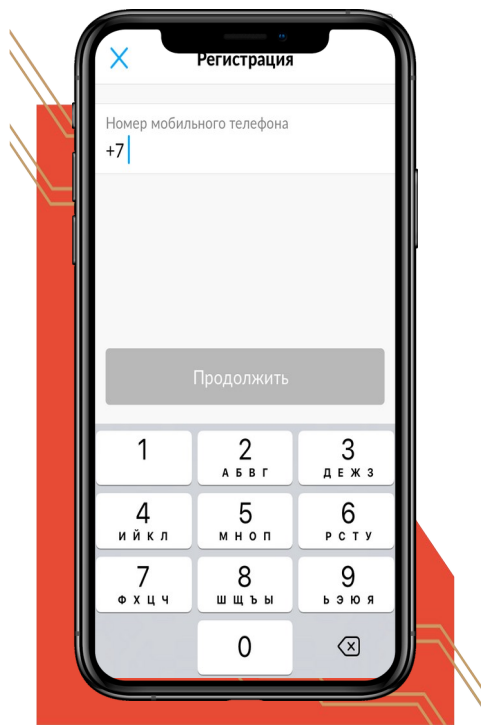 Регистрация
Номер мобильного телефона
+7
Продолжить
1 2 3
А Б В Г Д Е Ж З
4 5 6
И Й К Л М Н О П Р С Т У
7 8 9
Ф Х Ц Ч Ш Щ Ъ Ы Ь Э Ю Я
0